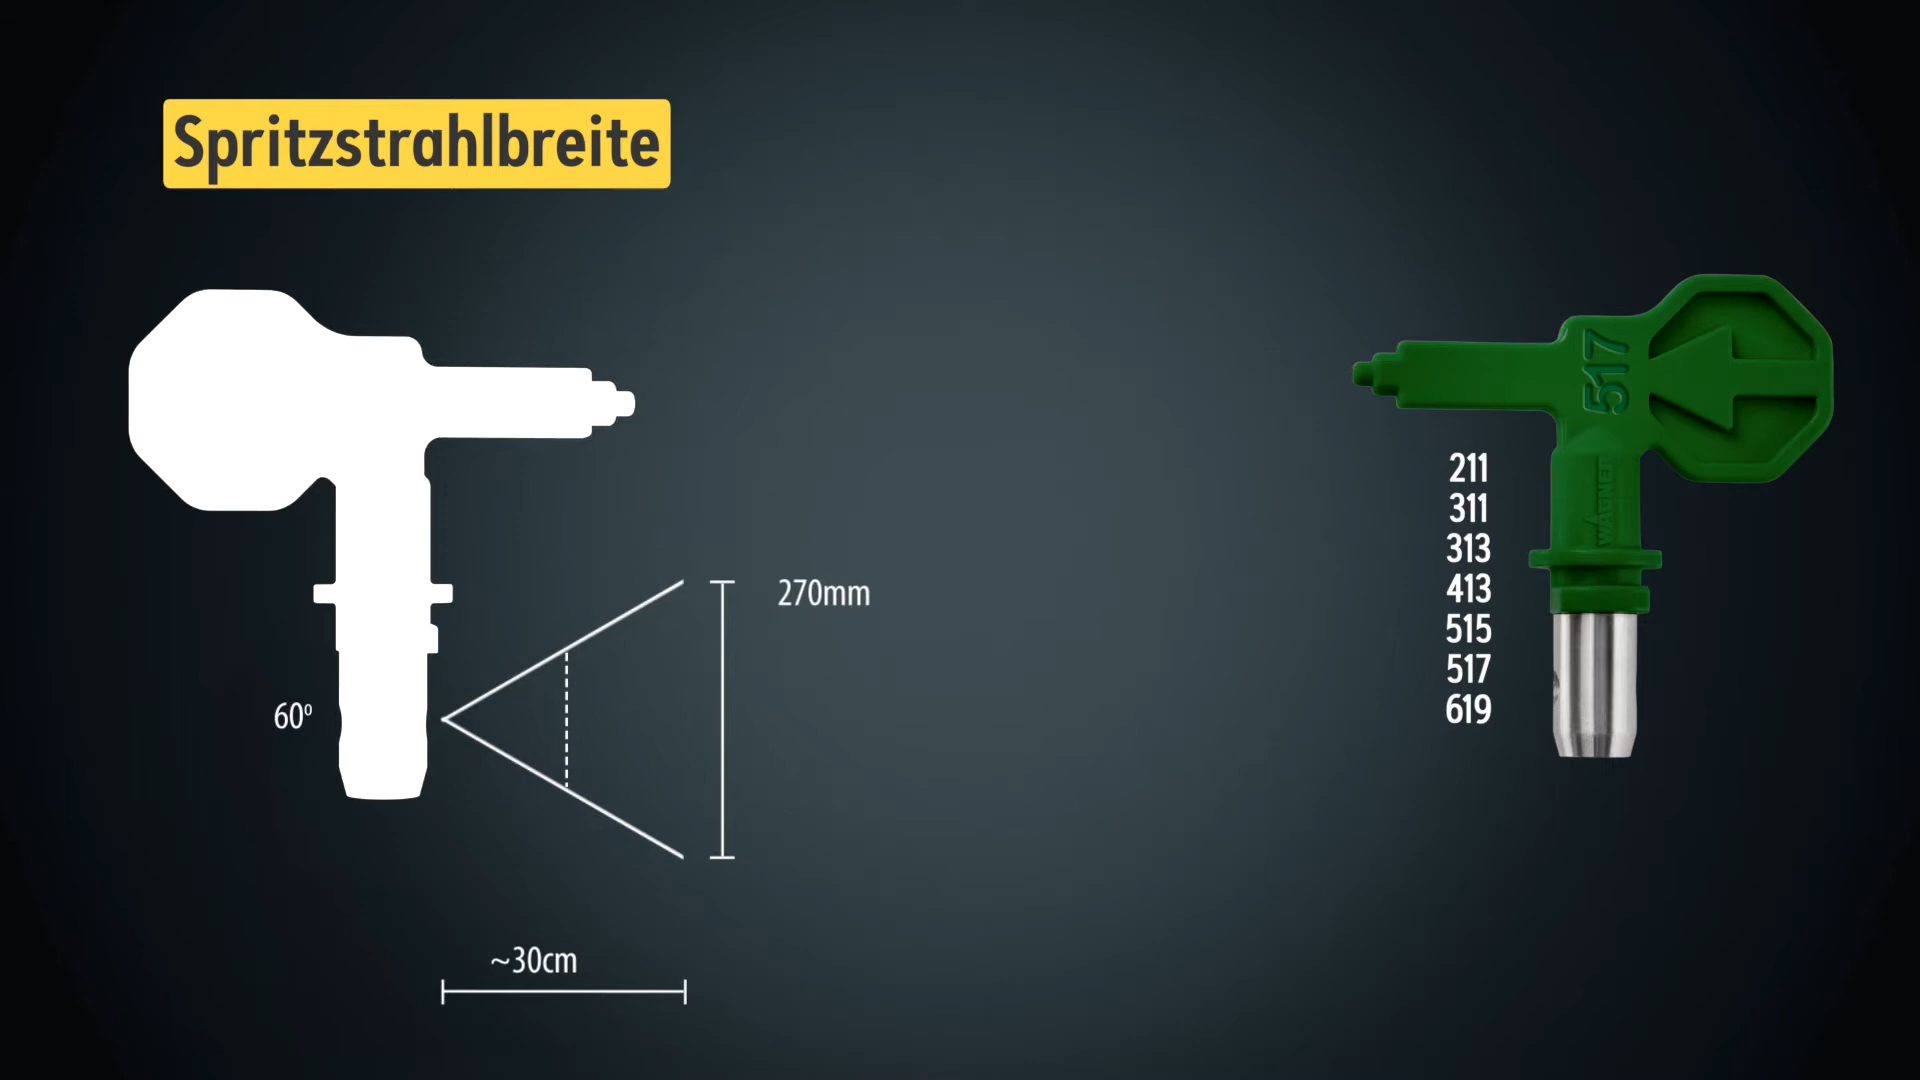 Spritzstrahlbreite
517
WAGNER
211
311
313
413
515
517
619
270mm
60°
~30cm